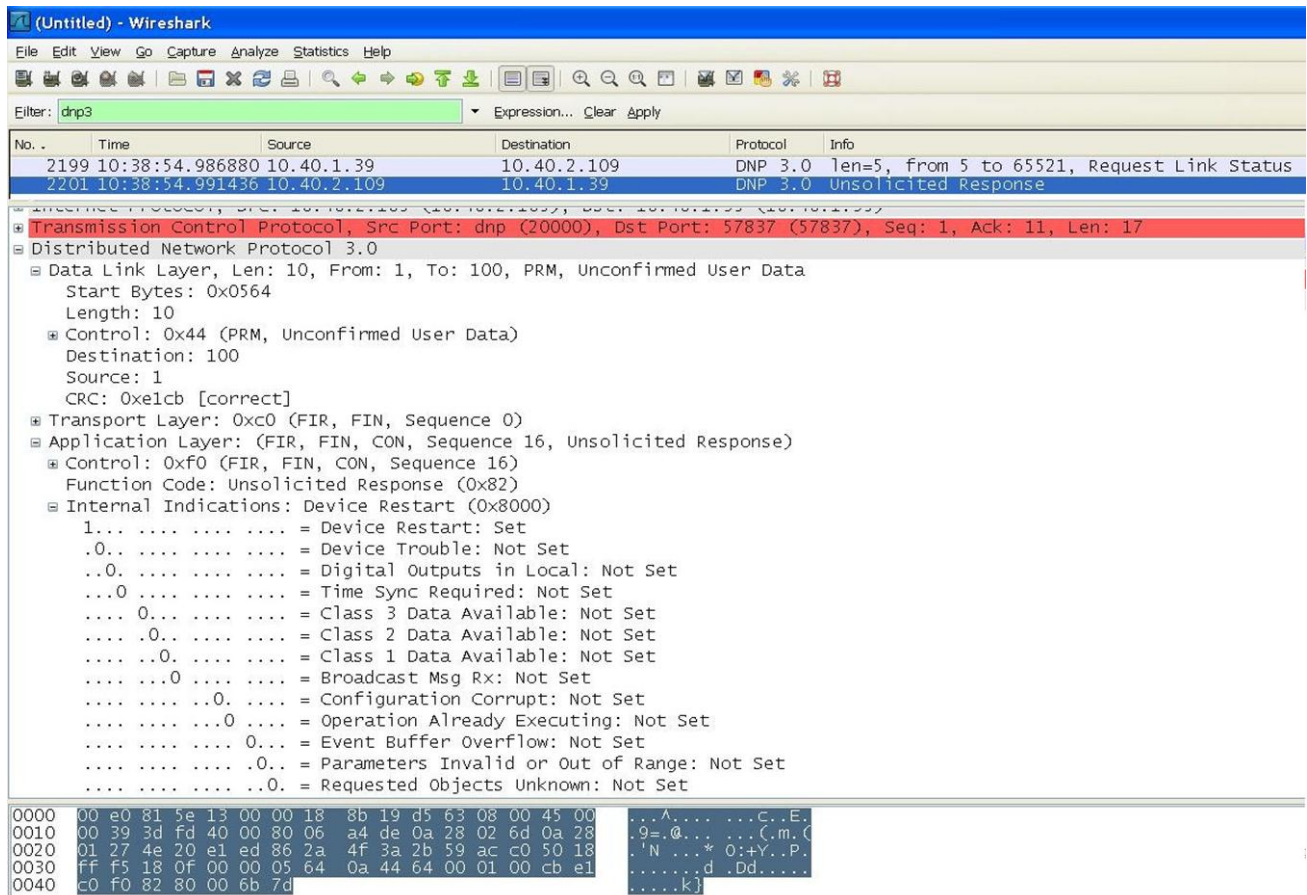 (Untitled) - Wireshark
File Edit View Go Capture Analyze Statistics Help
Filter: dnp3 Expression... Clear Apply
No. . Time Source Destination Protocol Info
2199 10:38:54.986880 10.40.1.39 10.40.2.109 DNP 3.0 len=5, from 5 to 65521, Request Link Status
2201 10:38:54.991436 10.40.2.109 10.40.1.39 DNP 3.0 Unsolicited Response
Transmission Control Protocol, Src Port: dnp (20000), Dst Port: 57837 (57837), Seq: 1, Ack: 11, Len: 17
Distributed Network Protocol 3.0
Data Link Layer, Len: 10, From: 1, To: 100, PRM, Unconfirmed User Data
Start Bytes: 0x0564
Length: 10
Control: 0x44 (PRM, Unconfirmed User Data)
Destination: 100
Source: 1
CRC: 0xe1cb [correct]
Transport Layer: 0xc0 (FIR, FIN, Sequence 0)
Application Layer: (FIR, FIN, CON, Sequence 16, Unsolicited Response)
Control: 0xf0 (FIR, FIN, CON, Sequence 16)
Function Code: Unsolicited Response (0x82)
Internal Indications: Device Restart (0x8000)
1... .... .... .... = Device Restart: Set
.0.. .... .... .... = Device Trouble: Not Set
..0. .... .... .... = Digital Outputs in Local: Not Set
...0 .... .... .... = Time Sync Required: Not Set
.... 0... .... .... = Class 3 Data Available: Not Set
.... .0.. .... .... = Class 2 Data Available: Not Set
.... ..0. .... .... = Class 1 Data Available: Not Set
.... ...0 .... .... = Broadcast Msg Rx: Not Set
.... .... ..0. .... = Configuration Corrupt: Not Set
.... .... ...0 .... = Operation Already Executing: Not Set
.... .... .... 0... = Event Buffer Overflow: Not Set
.... .... .... .0.. = Parameters Invalid or Out of Range: Not Set
.... .... .... ..0. = Requested Objects Unknown: Not Set
0000 00 e0 81 5e 13 00 00 18 8b 19 d5 63 08 00 45 00 ...^.... ...c..E.
0010 00 39 3d fd 40 00 80 06 a4 de 0a 28 02 6d 0a 28 .9=.@... ...(.m.(
0020 01 27 4e 20 e1 ed 86 2a 4f 3a 2b 59 ac c0 50 18 .'N ...* O:+Y..P.
0030 ff f5 18 0f 00 00 05 64 0a 44 64 00 01 00 cb e1 .......d .Dd.....
0040 c0 f0 82 80 00 6b 7d .....k}